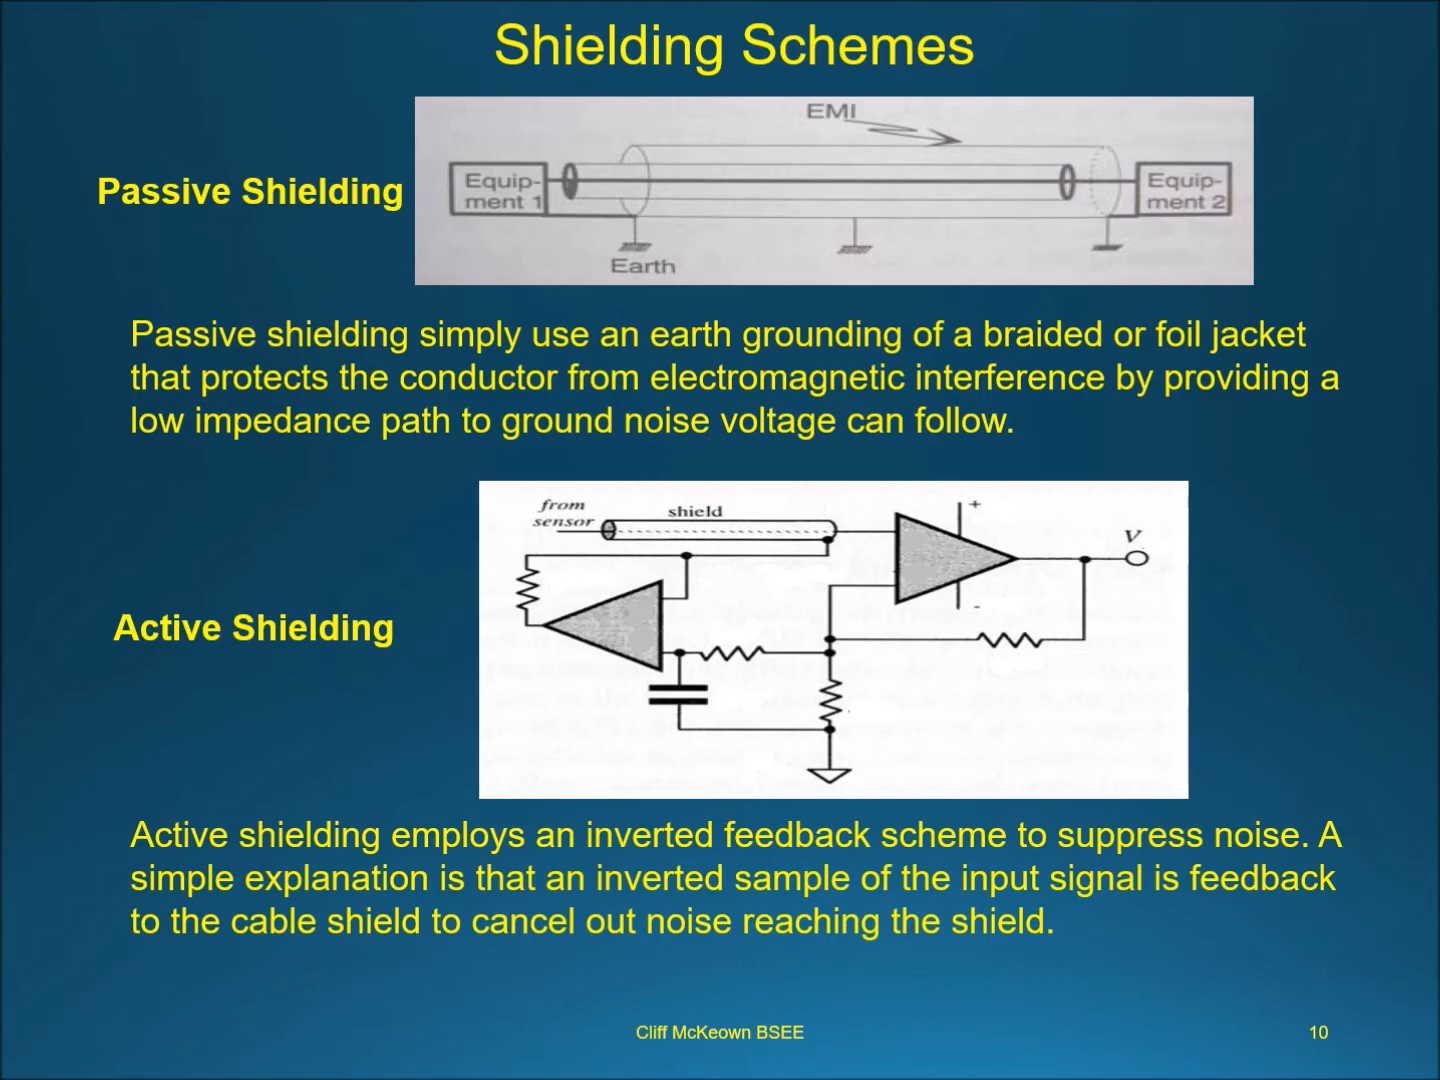 Shielding Schemes
EMI
Passive Shielding
Equip-
ment 1
Equip-
ment 2
Earth
Passive shielding simply use an earth grounding of a braided or foil jacket
that protects the conductor from electromagnetic interference by providing a
low impedance path to ground noise voltage can follow.
from
sensor
shield
+
V
-
Active Shielding
Active shielding employs an inverted feedback scheme to suppress noise. A
simple explanation is that an inverted sample of the input signal is feedback
to the cable shield to cancel out noise reaching the shield.
Cliff McKeown BSEE
10